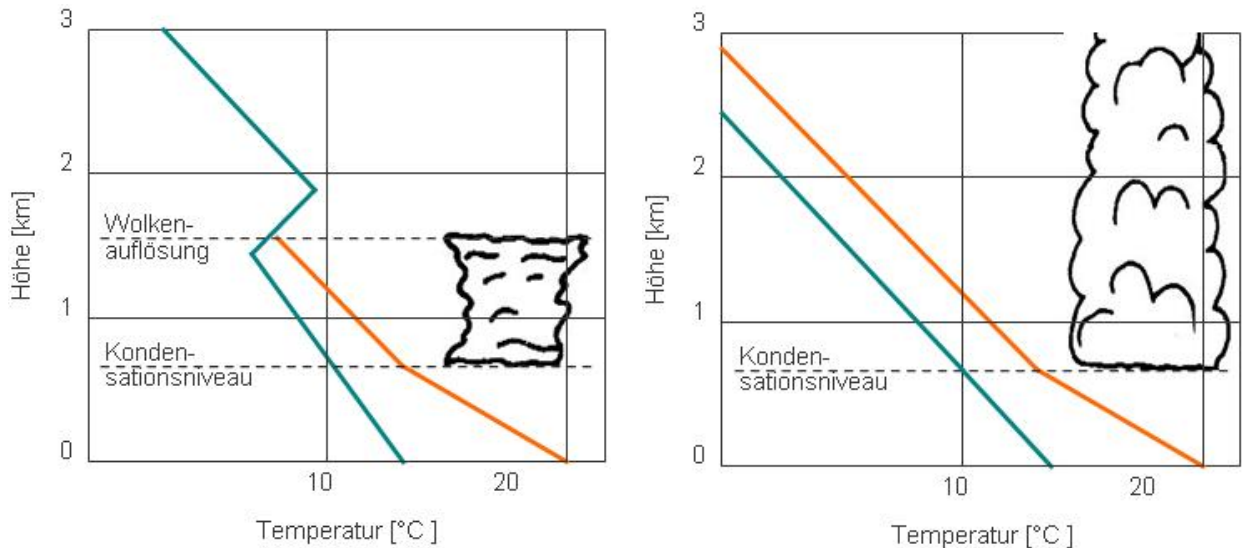 3
2
1
0
Höhe [km]
Wolken-
auflösung
Konden-
sationsniveau
10
20
Temperatur [°C ]
3
2
1
0
Höhe [km]
Konden-
sationsniveau
10
20
Temperatur [°C ]